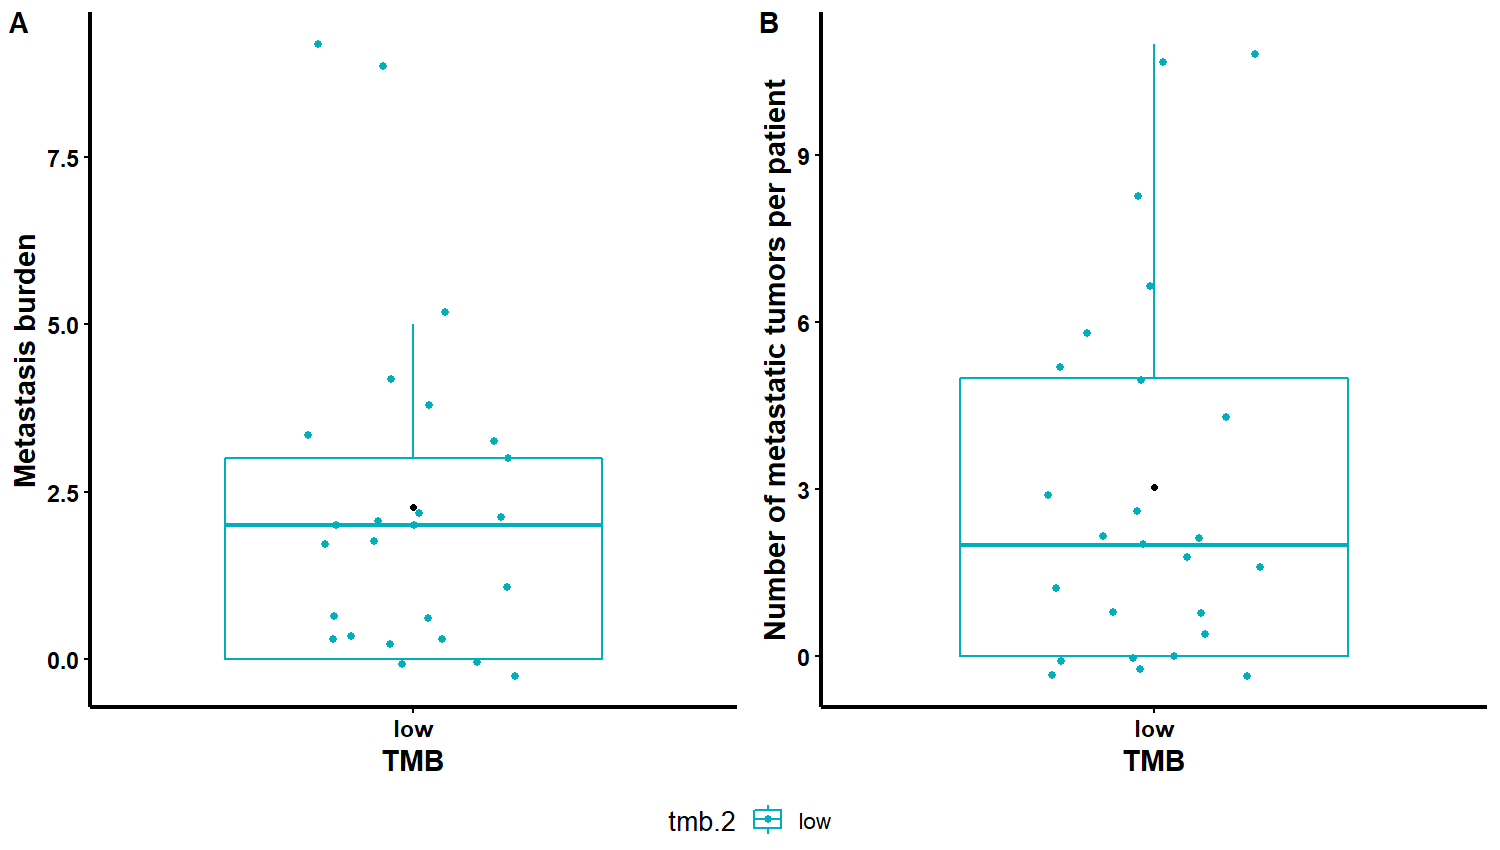 A
Metastasis burden
7.5
5.0
2.5
0.0
low
TMB
B
Number of metastatic tumors per patient
9
6
3
0
low
TMB
tmb.2 low